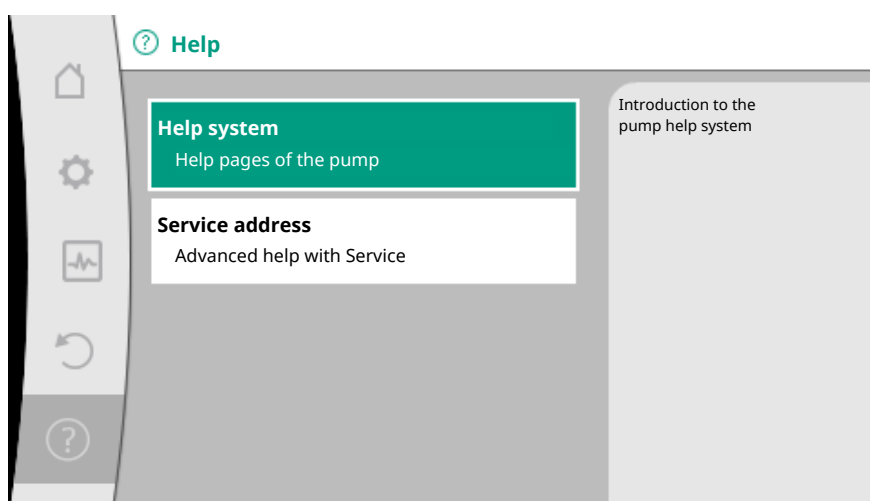 Help
Help system
Help pages of the pump
Service address
Advanced help with Service
Introduction to the
pump help system